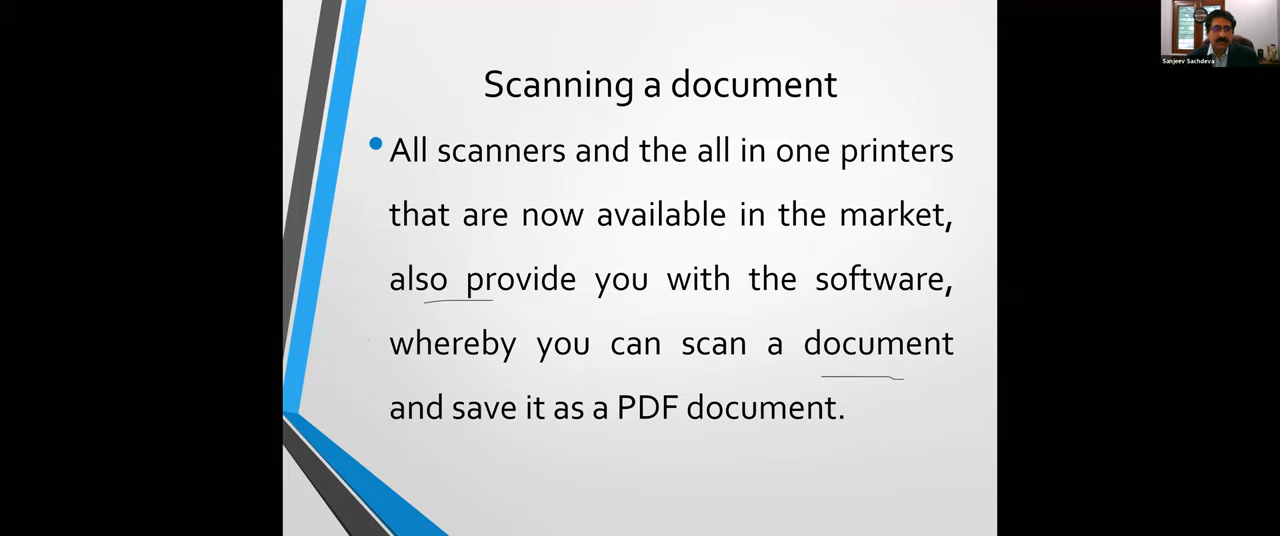 Scanning a document
All scanners and the all in one printers
that are now available in the market,
also provide you with the software,
whereby you can scan a document
and save it as a PDF document.
Sanjeev Sachdeva